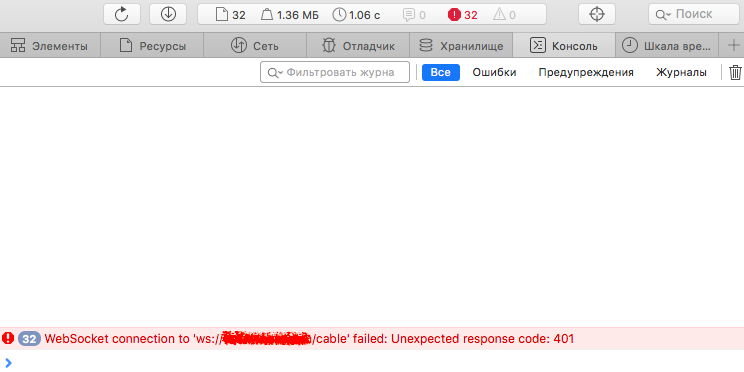 32 1.36 МБ 1.06 с 0 32 0 Поиск
Элементы Ресурсы Сеть Отладчик Хранилище Консоль Шкала вре... +
Фильтровать журна Все Ошибки Предупреждения Журналы
32 WebSocket connection to 'ws:// /cable' failed: Unexpected response code: 401